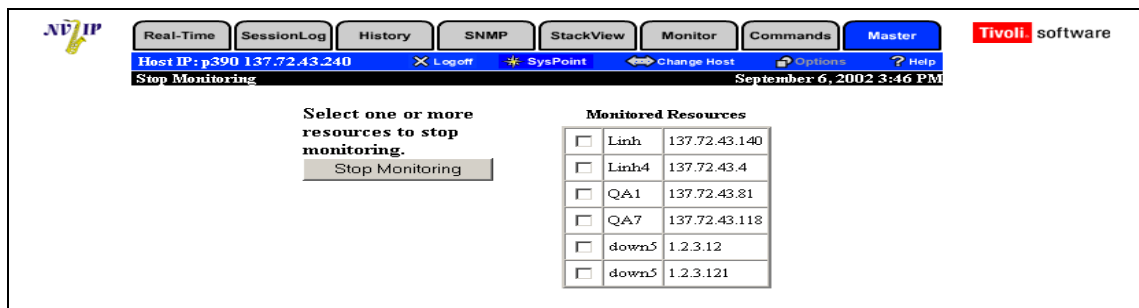 NV IP
Real-Time SessionLog History SNMP StackView Monitor Commands Master
Tivoli. software
Host IP: p390 137.72.43.240 Logoff SysPoint Change Host Options ? Help
Stop Monitoring September 6, 2002 3:46 PM
Select one or more
resources to stop
monitoring.
Stop Monitoring
Monitored Resources
Linh 137.72.43.140
Linh4 137.72.43.4
QA1 137.72.43.81
QA7 137.72.43.118
down5 1.2.3.12
down5 1.2.3.121